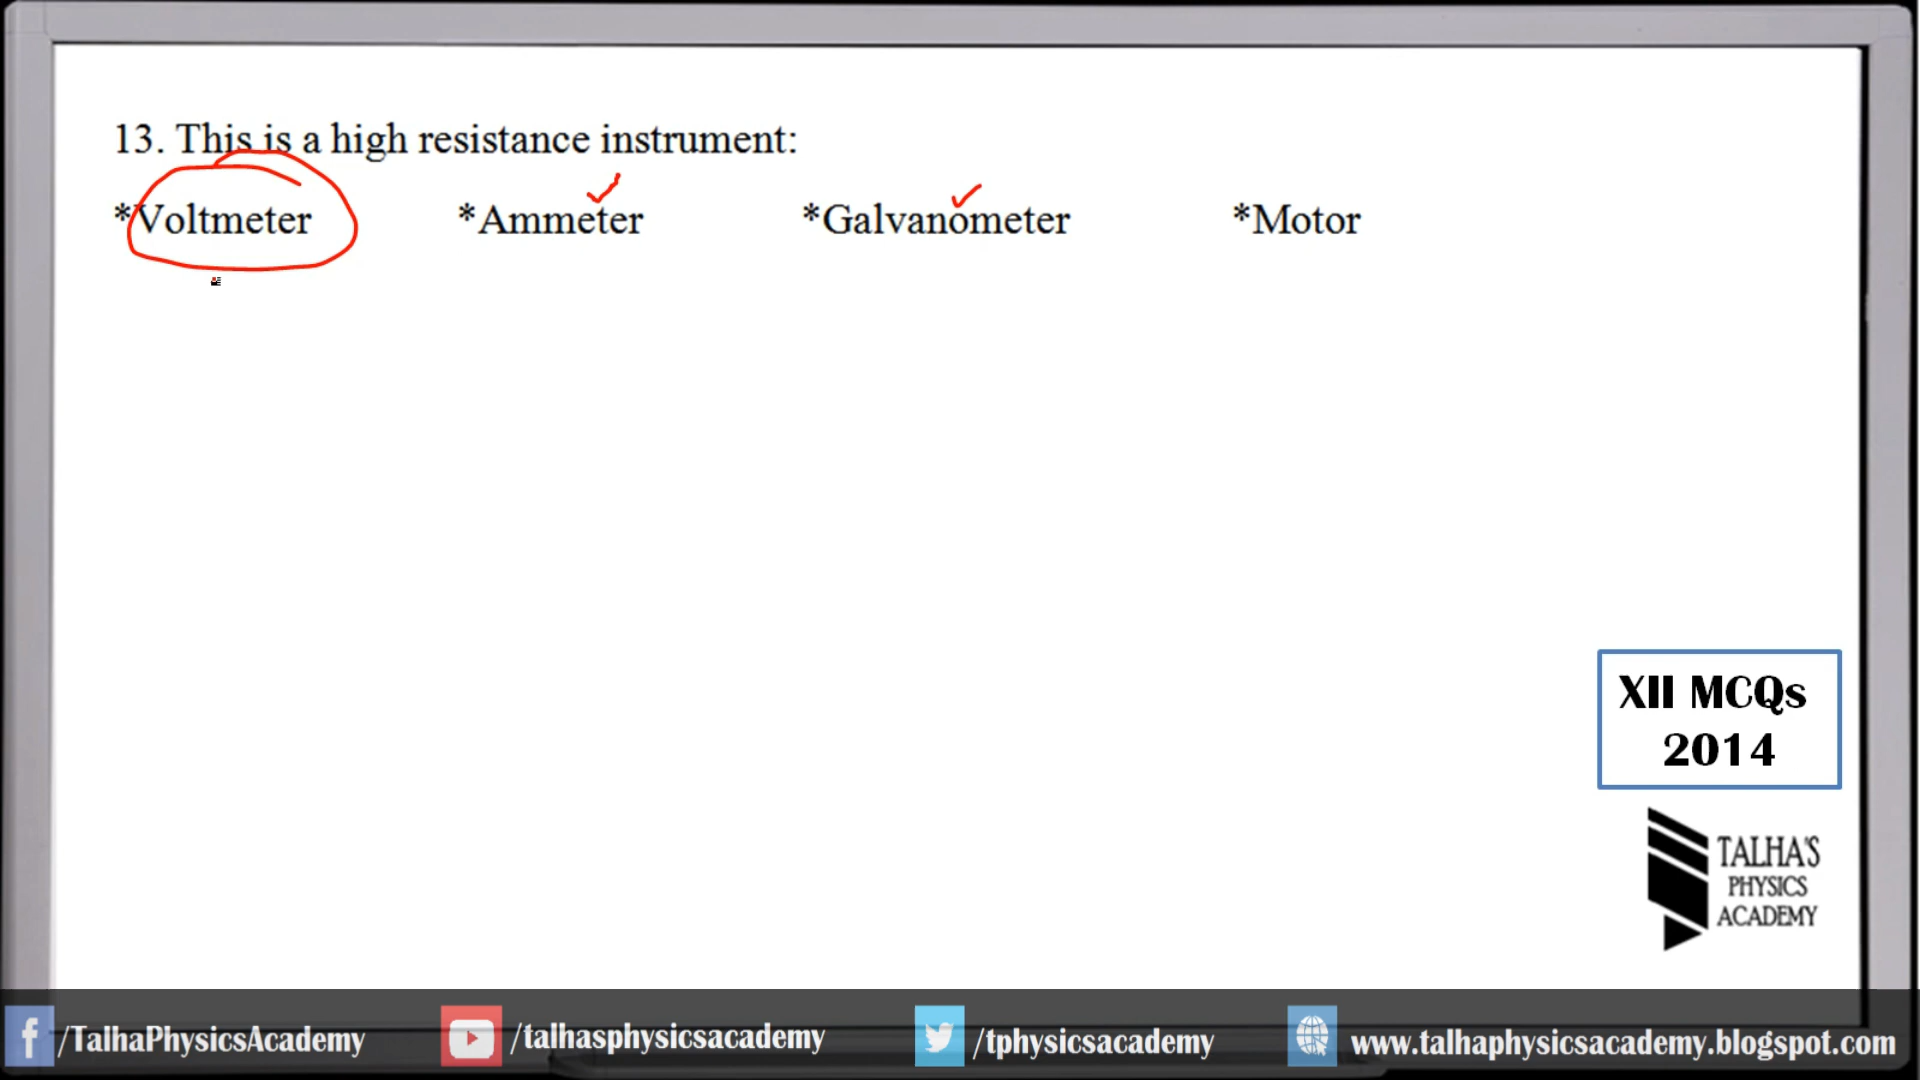 13. This is a high resistance instrument:
*Voltmeter *Ammeter *Galvanometer *Motor
XII MCQs
2014
TALHA'S
PHYSICS
ACADEMY
/TalhaPhysicsAcademy /talhasphysicsacademy /tphysicsacademy www.talhaphysicsacademy.blogspot.com